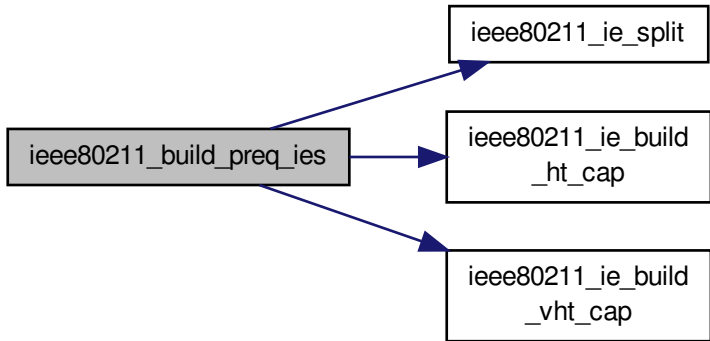 ieee80211_ie_split
ieee80211_build_preq_ies
ieee80211_ie_build
_ht_cap
ieee80211_ie_build
_vht_cap